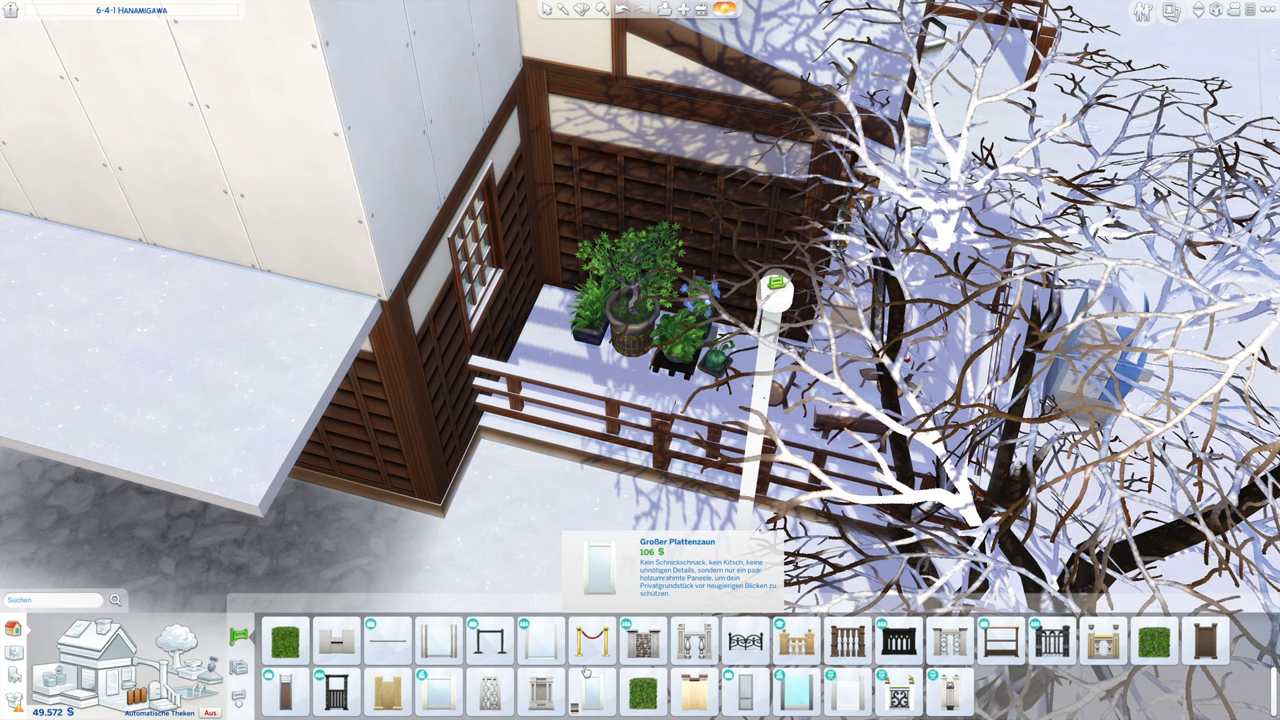 6-4-1 Hanamigawa
Großer Plattenzaun
106 $
Kein Schnickschnack, kein Kitsch, keine
unnötigen Details, sondern nur ein paar
holzumrahmte Paneele, um dein
Privatgrundstück vor neugierigen Blicken zu
schützen.
Suchen
49.572 $
Automatische Theken
Aus